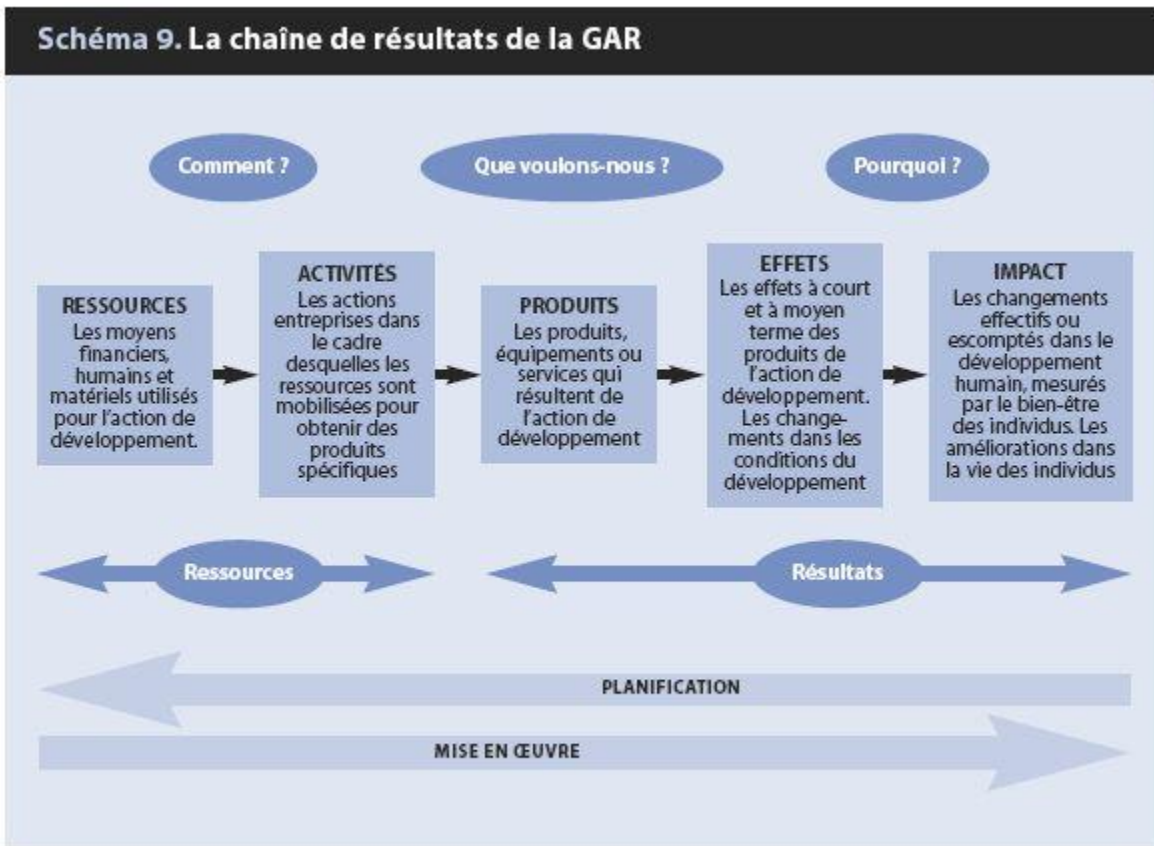 Schéma 9. La chaîne de résultats de la GAR
Comment ?
Que voulons-nous ?
Pourquoi ?
RESSOURCES
Les moyens
financiers,
humains et
matériels utilisés
pour l'action de
développement.
ACTIVITÉS
Les actions
entreprises dans
le cadre
desquelles les
ressources sont
mobilisées pour
obtenir des
produits
spécifiques
PRODUITS
Les produits,
équipements ou
services qui
résultent de
l'action de
développement
EFFETS
Les effets à court
et à moyen
terme des
produits de
l'action de
développement.
Les change-
ments dans les
conditions du
développement
IMPACT
Les changements
effectifs ou
escomptés dans le
développement
humain, mesurés
par le bien-être
des individus. Les
améliorations dans
la vie des individus
Ressources
Résultats
PLANIFICATION
MISE EN ŒUVRE